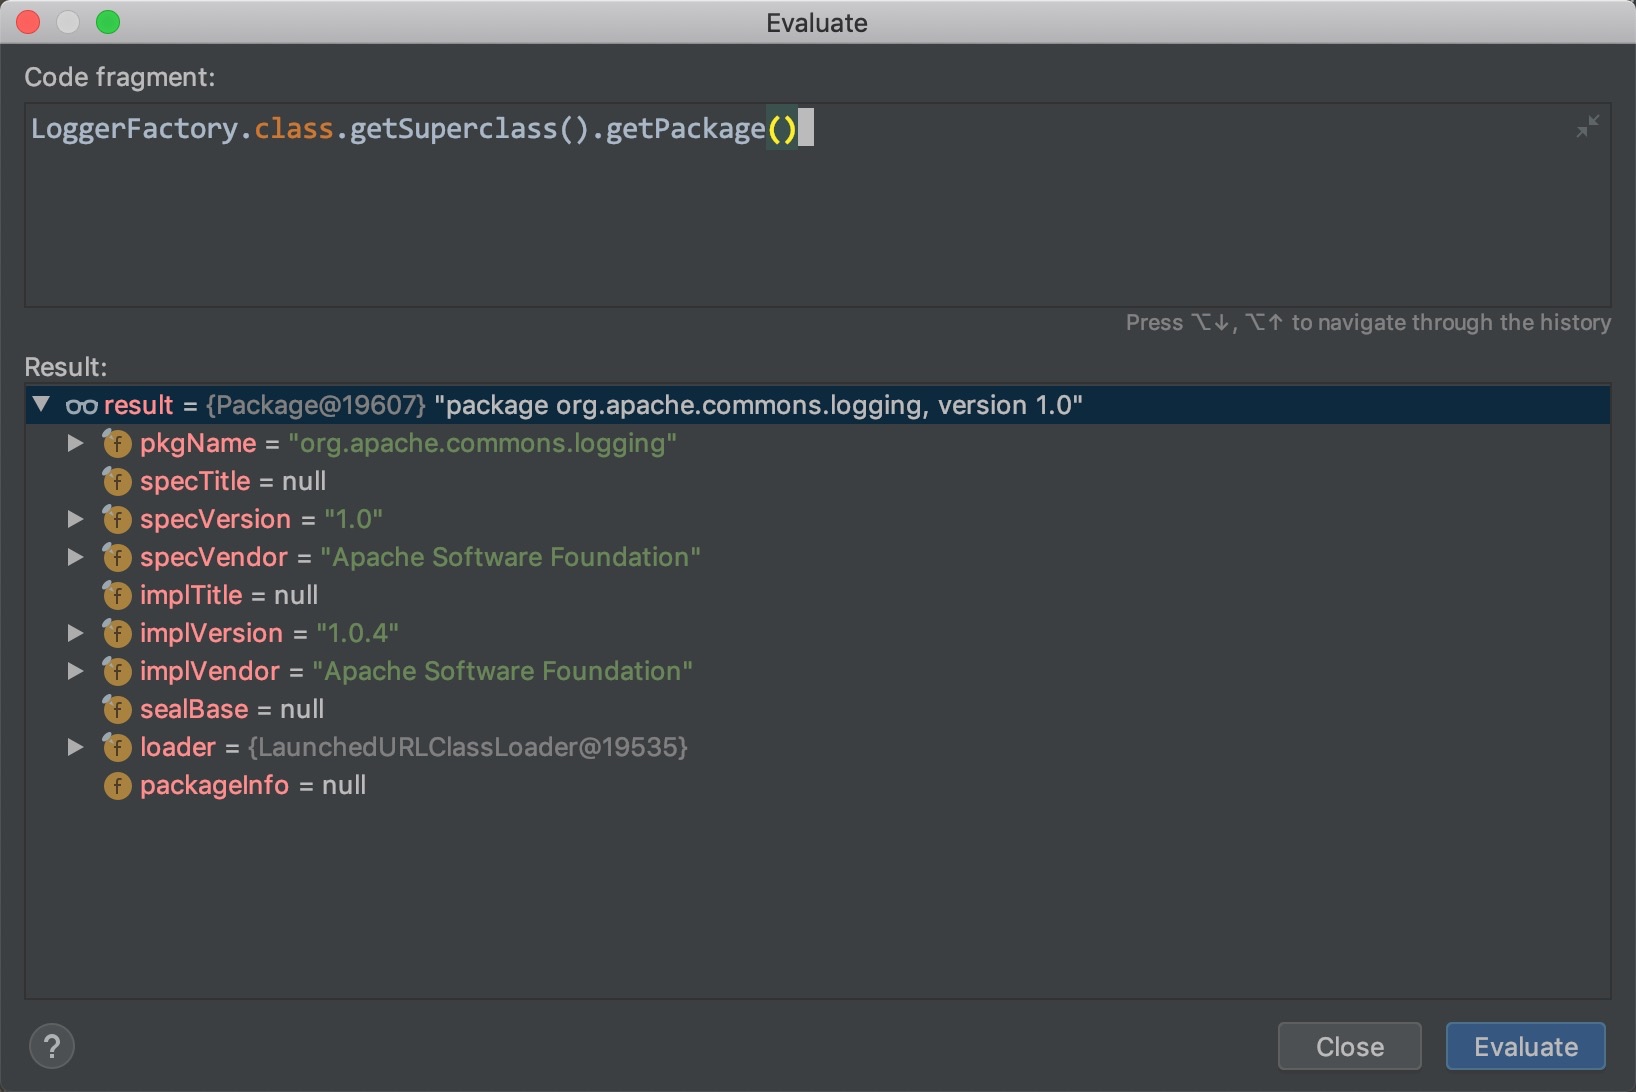 Evaluate
Code fragment:
LoggerFactory.class.getSuperclass().getPackage()
Press ⌥↓, ⌥↑ to navigate through the history
Result:
result = {Package@19607} "package org.apache.commons.logging, version 1.0"
f pkgName = "org.apache.commons.logging"
f specTitle = null
f specVersion = "1.0"
f specVendor = "Apache Software Foundation"
f implTitle = null
f implVersion = "1.0.4"
f implVendor = "Apache Software Foundation"
f sealBase = null
f loader = {LaunchedURLClassLoader@19535}
f packageInfo = null
? Close Evaluate